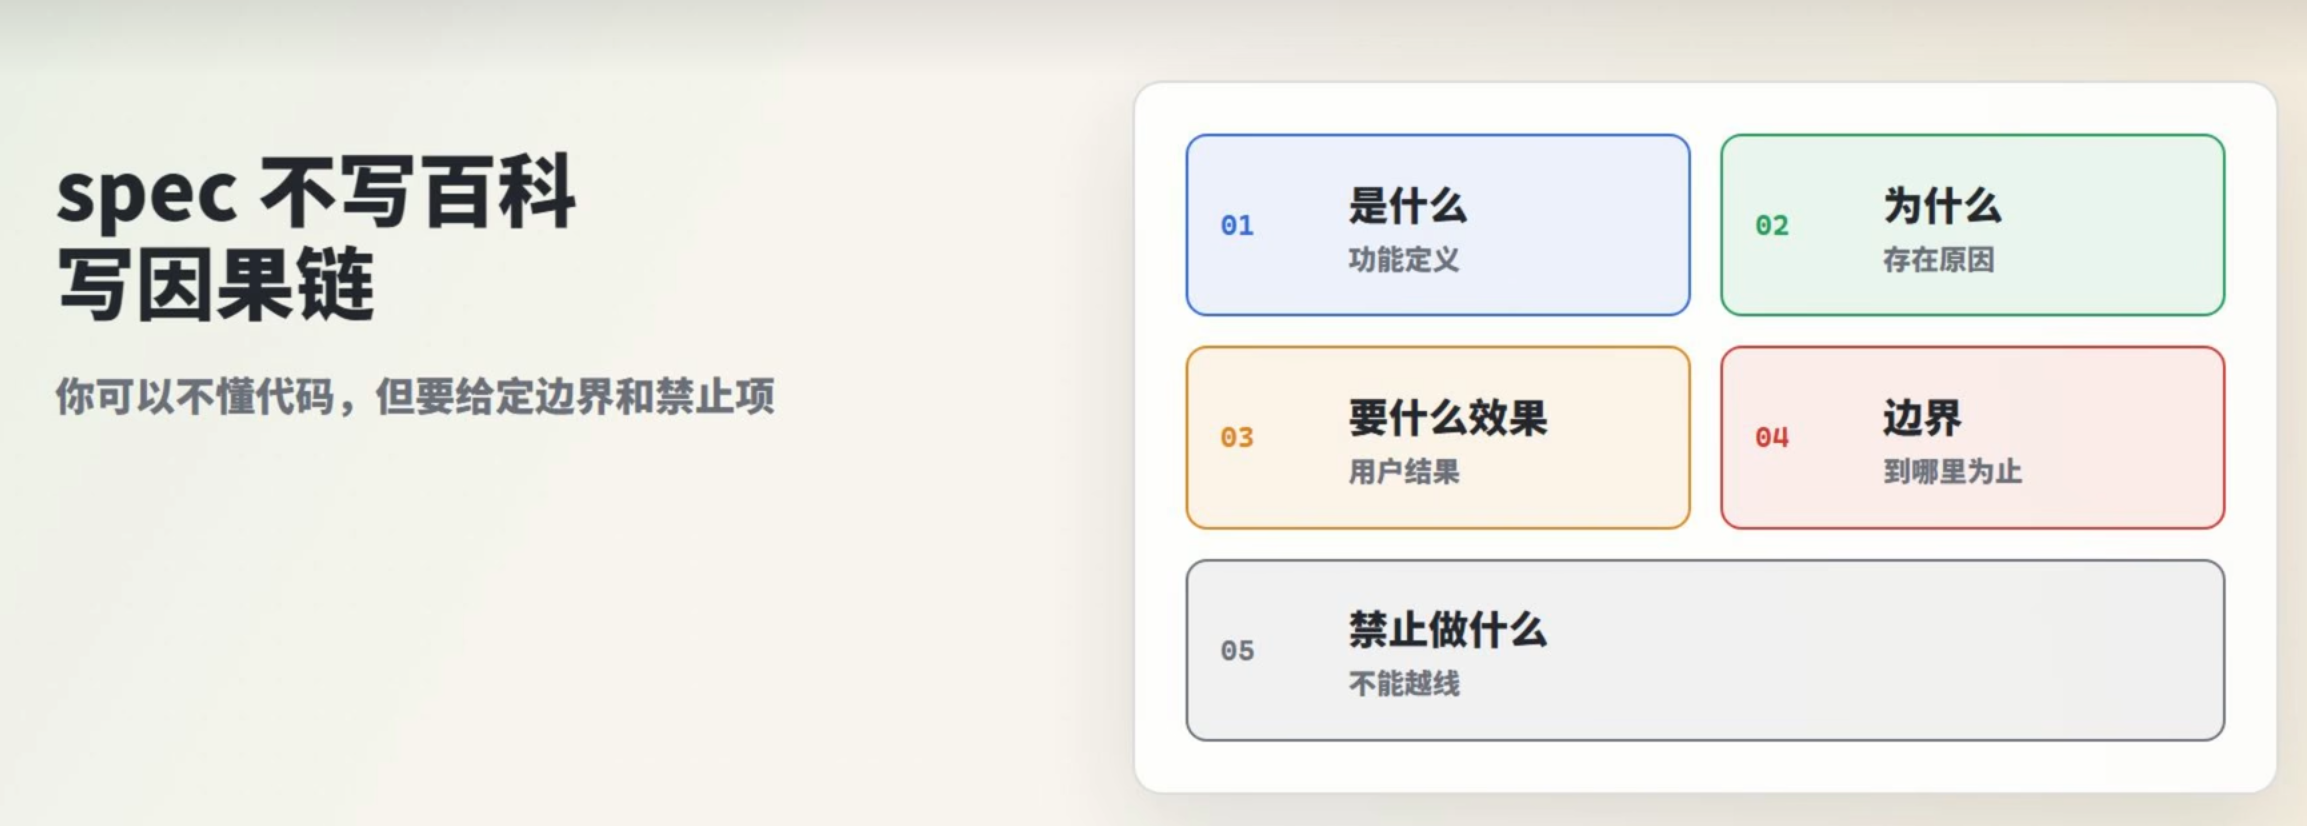 spec 不写百科
写因果链
你可以不懂代码，但要给定边界和禁止项
01
是什么
功能定义
02
为什么
存在原因
03
要什么效果
用户结果
04
边界
到哪里为止
05
禁止做什么
不能越线